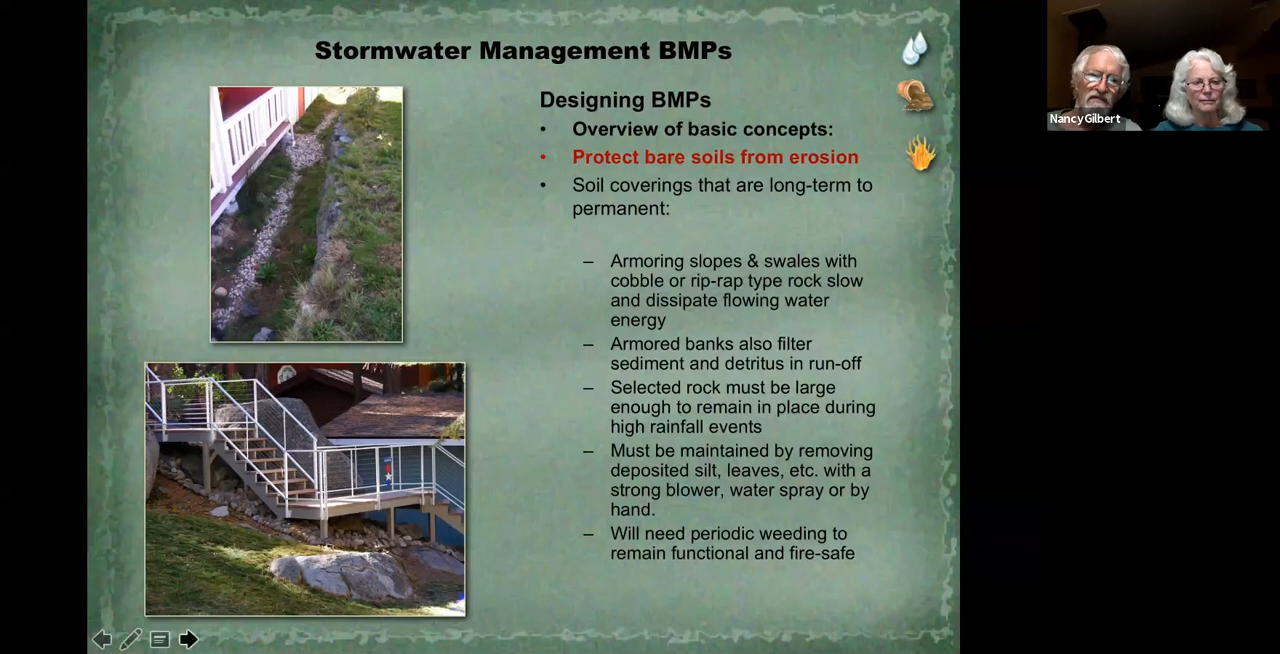 Stormwater Management BMPs
Designing BMPs
• Overview of basic concepts:
• Protect bare soils from erosion
• Soil coverings that are long-term to
permanent:
– Armoring slopes & swales with
cobble or rip-rap type rock slow
and dissipate flowing water
energy
– Armored banks also filter
sediment and detritus in run-off
– Selected rock must be large
enough to remain in place during
high rainfall events
– Must be maintained by removing
deposited silt, leaves, etc. with a
strong blower, water spray or by
hand.
– Will need periodic weeding to
remain functional and fire-safe
Nancy Gilbert